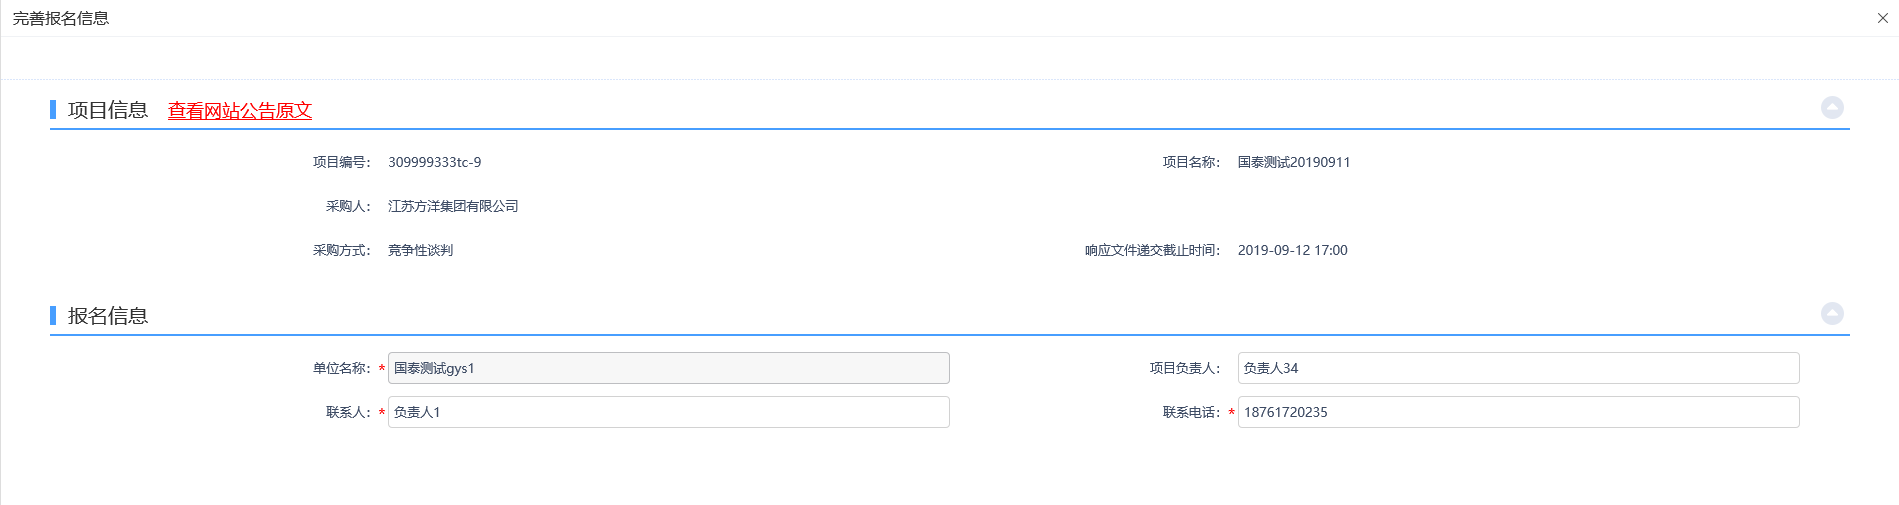 完善报名信息
项目信息 查看网站公告原文
项目编号： 309999333tc-9 项目名称： 国泰测试20190911
采购人： 江苏方洋集团有限公司
采购方式： 竞争性谈判 响应文件递交截止时间： 2019-09-12 17:00
报名信息
单位名称：* 国泰测试gys1 项目负责人： 负责人34
联系人：* 负责人1 联系电话：* 18761720235